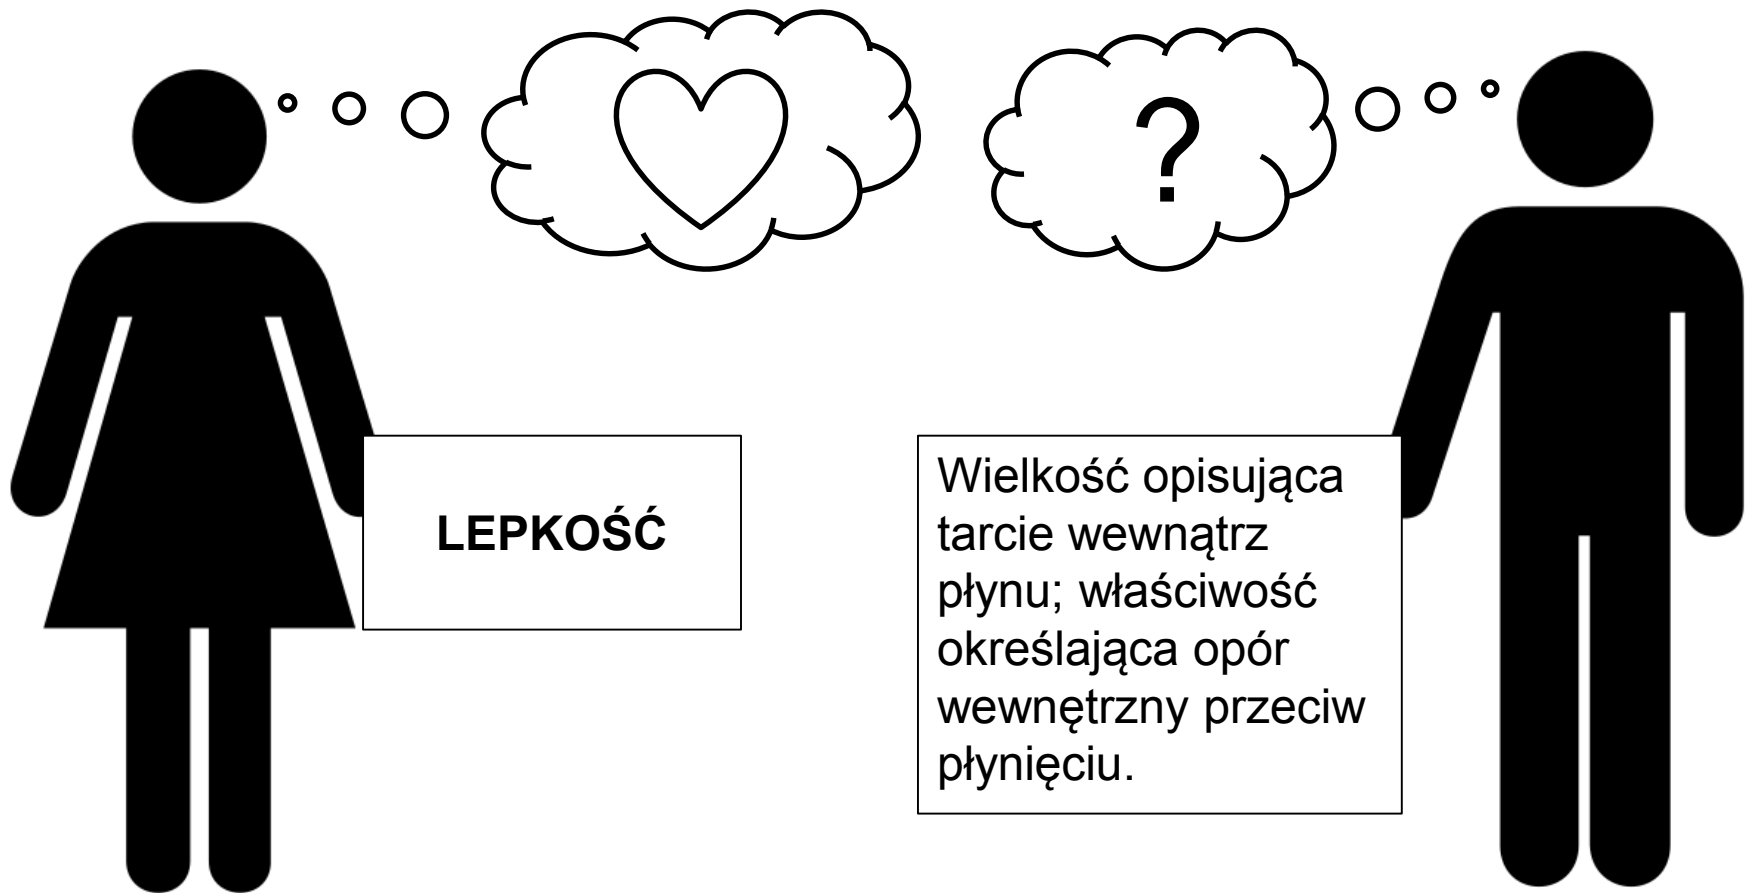 ?
LEPKOŚĆ
Wielkość opisująca
tarcie wewnątrz
płynu; właściwość
określająca opór
wewnętrzny przeciw
płynięciu.